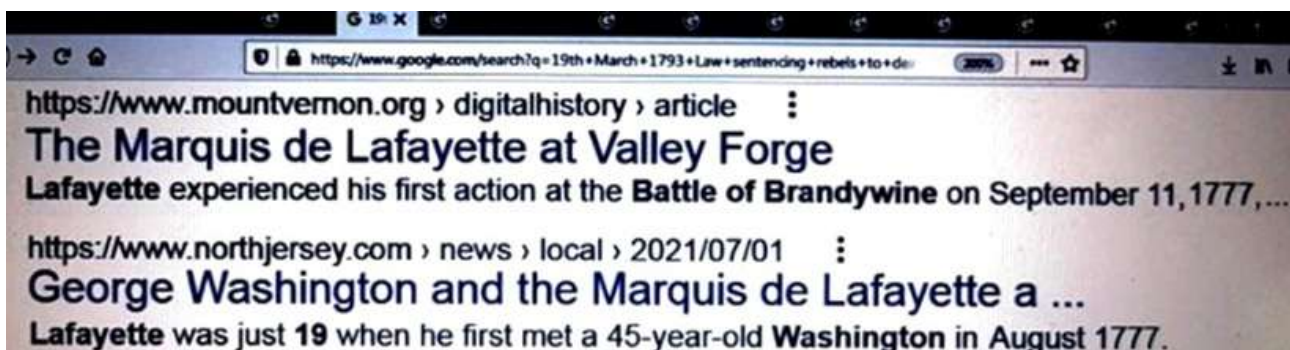 G 19:
https://www.google.com/search?q=19th+March+1793+Law+sentencing+rebels+to+de
200%
https://www.mountvernon.org › digitalhistory › article
The Marquis de Lafayette at Valley Forge
Lafayette experienced his first action at the Battle of Brandywine on September 11,1777,...
https://www.northjersey.com › news › local › 2021/07/01
George Washington and the Marquis de Lafayette a ...
Lafayette was just 19 when he first met a 45-year-old Washington in August 1777.